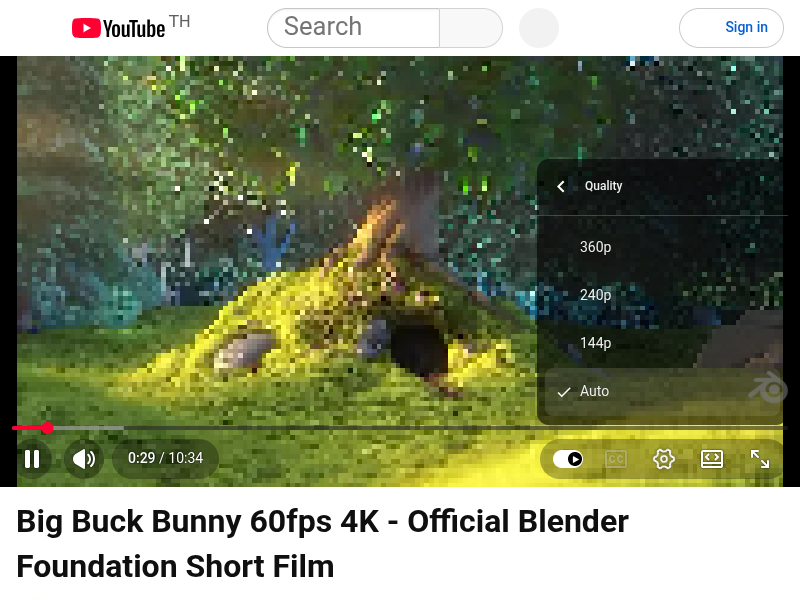 YouTube TH
Search
Sign in
Quality
360p
240p
144p
Auto
0:29 / 10:34
CC
Big Buck Bunny 60fps 4K - Official Blender
Foundation Short Film